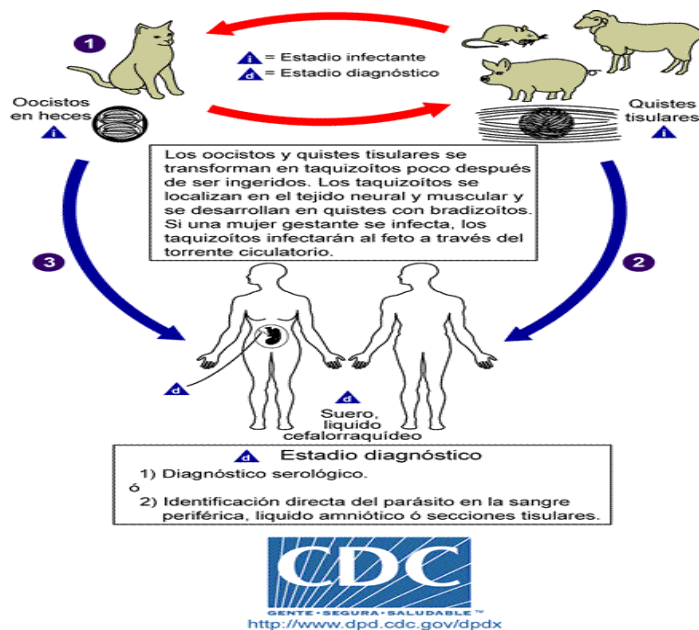 1
i = Estadio infectante
d = Estadio diagnóstico
Oocistos
en heces
i
Quistes
tisulares
i
Los oocistos y quistes tisulares se
transforman en taquizoítos poco después
de ser ingeridos. Los taquizoítos se
localizan en el tejido neural y muscular y
se desarrollan en quistes con bradizoítos.
Si una mujer gestante se infecta, los
taquizoítos infectarán al feto a través del
torrente ciculatorio.
3
2
d
d
Suero,
liquido
cefalorraquídeo
d Estadio diagnóstico
1) Diagnóstico serológico.
ó
2) Identificación directa del parásito en la sangre
periférica, liquido amniótico ó secciones tisulares.
CDC
GENTE•SEGURA•SALUDABLE™
http://www.dpd.cdc.gov/dpdx